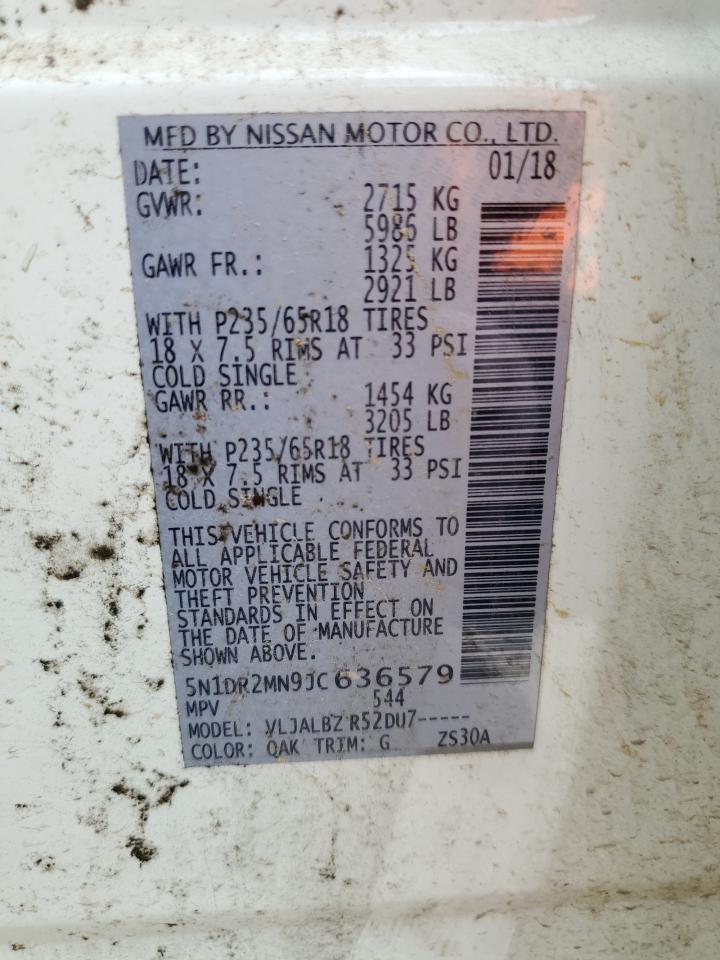 MFD BY NISSAN MOTOR CO., LTD.
DATE: 01/18
GVWR: 2715 KG
5986 LB
GAWR FR.: 1325 KG
2921 LB
WITH P235/65R18 TIRES
18 X 7.5 RIMS AT 33 PSI
COLD SINGLE
GAWR RR.: 1454 KG
3205 LB
WITH P235/65R18 TIRES
18 X 7.5 RIMS AT 33 PSI
COLD SINGLE
THIS VEHICLE CONFORMS TO
ALL APPLICABLE FEDERAL
MOTOR VEHICLE SAFETY AND
THEFT PREVENTION
STANDARDS IN EFFECT ON
THE DATE OF MANUFACTURE
SHOWN ABOVE.
5N1DR2MN9JC636579
MPV 544
MODEL: VLJALBZ R52DU7-----
COLOR: QAK TRIM: G ZS30A